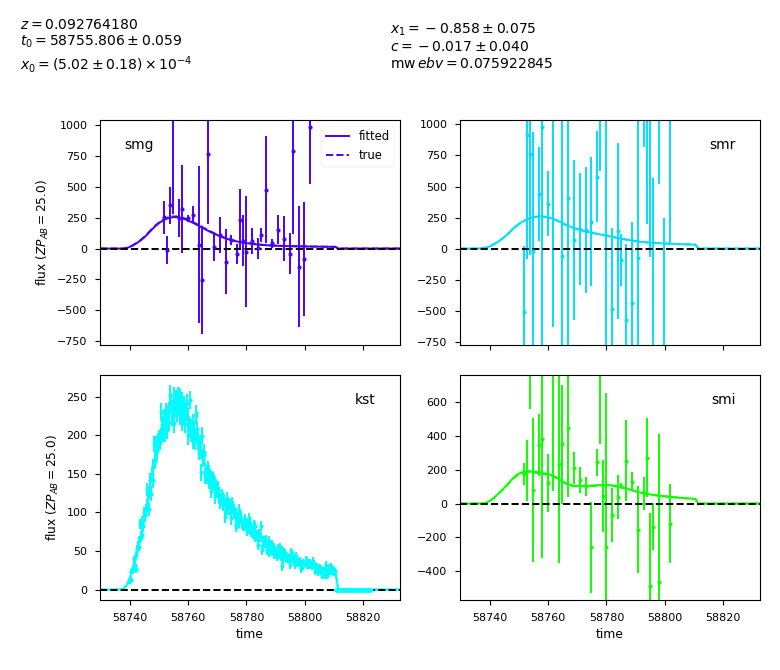 z = 0.092764180
t₀ = 58755.806 ± 0.059
x₀ = (5.02 ± 0.18) × 10⁻⁴
x₁ = −0.858 ± 0.075
c = −0.017 ± 0.040
mw ebv = 0.075922845
smg
fitted
true
1000
750
500
250
0
−250
−500
−750
flux (ZP_AB = 25.0)
smr
1000
750
500
250
0
−250
−500
−750
kst
250
200
150
100
50
0
flux (ZP_AB = 25.0)
58740 58760 58780 58800 58820
time
smi
600
400
200
0
−200
−400
58740 58760 58780 58800 58820
time